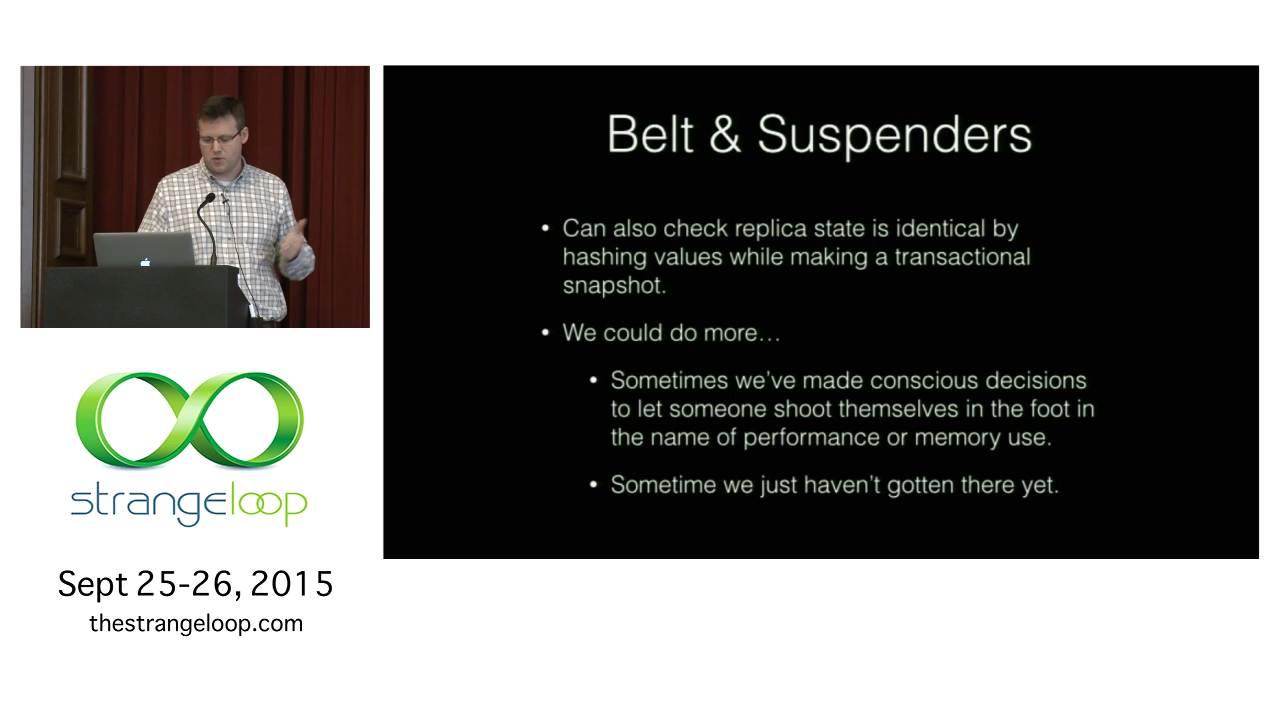 Belt & Suspenders
• Can also check replica state is identical by
hashing values while making a transactional
snapshot.
• We could do more…
• Sometimes we've made conscious decisions
to let someone shoot themselves in the foot in
the name of performance or memory use.
• Sometime we just haven't gotten there yet.
strangeloop
Sept 25-26, 2015
thestrangeloop.com